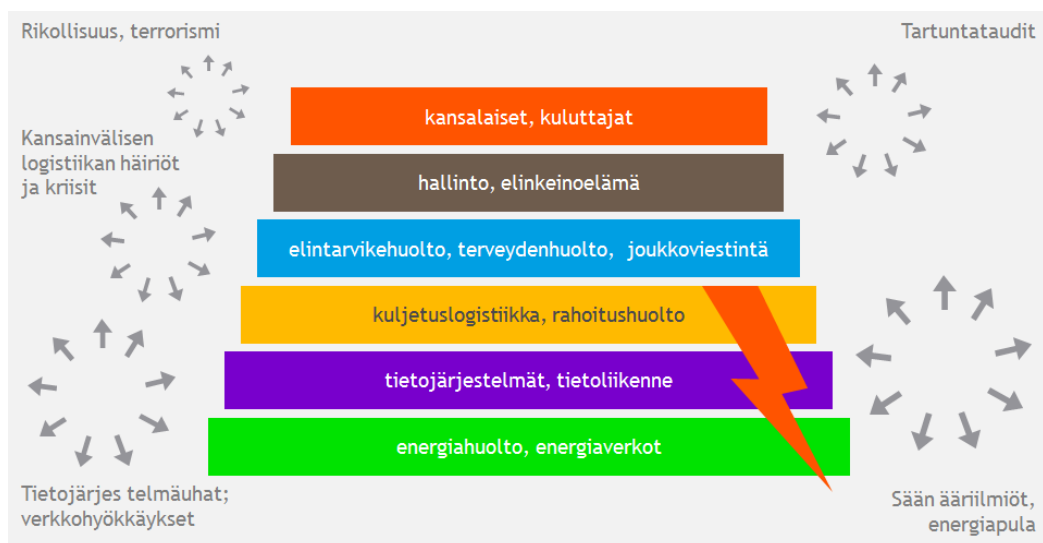 Rikollisuus, terrorismi
Tartuntataudit
kansalaiset, kuluttajat
Kansainvälisen
logistiikan häiriöt
ja kriisit
hallinto, elinkeinoelämä
elintarvikehuolto, terveydenhuolto, joukkoviestintä
kuljetuslogistiikka, rahoitushuolto
tietojärjestelmät, tietoliikenne
energiahuolto, energiaverkot
Tietojärjes telmäuhat;
verkkohyökkäykset
Sään ääriilmiöt,
energiapula